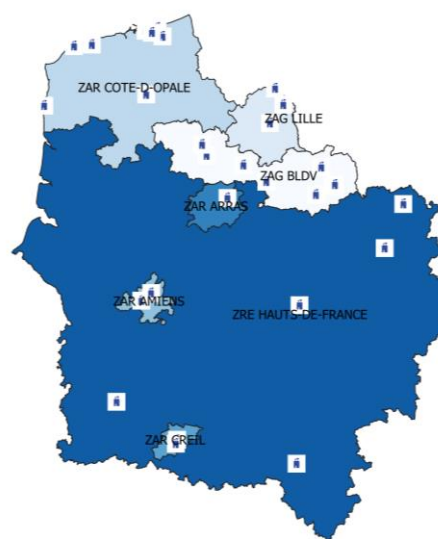 ZAR COTE-D-OPALE
ZAG LILLE
ZAG BLDV
ZAR ARRAS
ZAR AMIENS
ZRE HAUTS-DE-FRANCE
ZAR CREIL